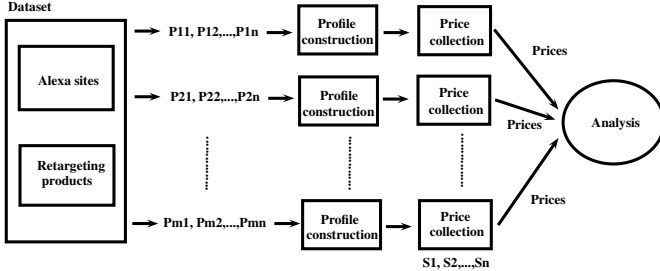 Dataset
Alexa sites
Retargeting
products
P11, P12,...,P1n
Profile
construction
Price
collection
Prices
P21, P22,...,P2n
Profile
construction
Price
collection
Prices
Analysis
Pm1, Pm2,...,Pmn
Profile
construction
Price
collection
Prices
S1, S2,...,Sn